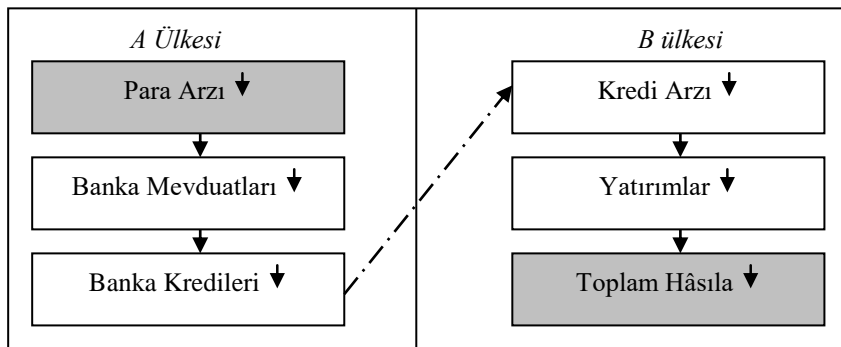 A Ülkesi
Para Arzı
Banka Mevduatları
Banka Kredileri
B ülkesi
Kredi Arzı
Yatırımlar
Toplam Hâsıla